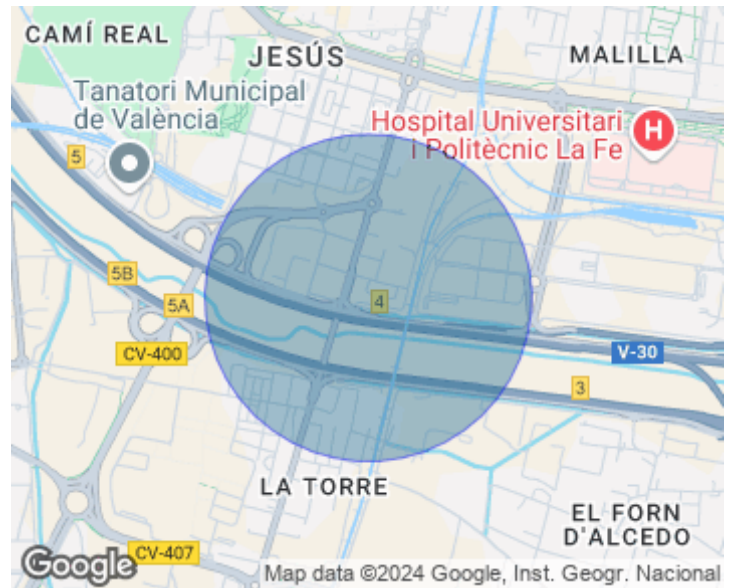 CAMÍ REAL
JESÚS
MALILLA
Tanatori Municipal
de València
Hospital Universitari
i Politècnic La Fe
H
5
5B
5A
4
CV-400
V-30
3
LA TORRE
EL FORN
D'ALCEDO
CV-407
Google
Map data ©2024 Google, Inst. Geogr. Nacional